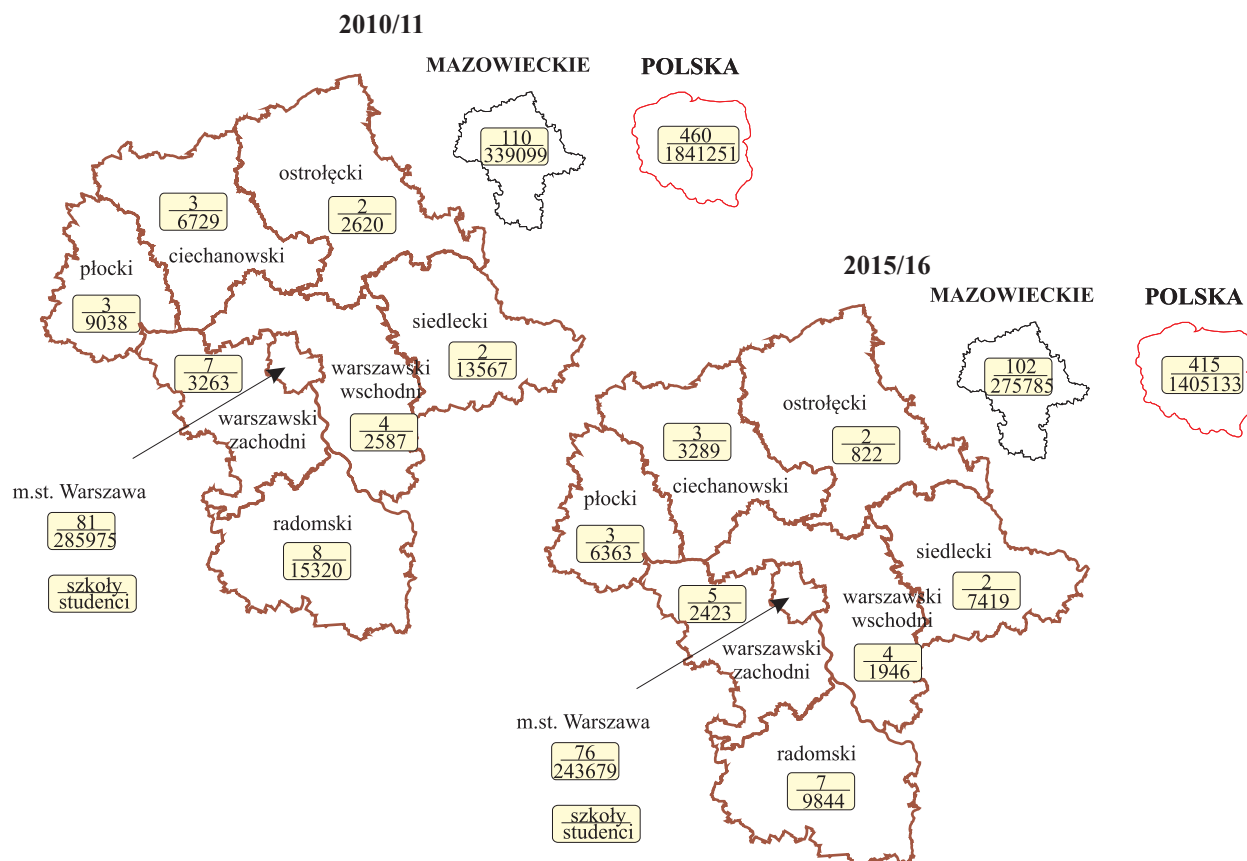 2010/11
MAZOWIECKIE
POLSKA
110
339099
460
1841251
ostrołęcki
2
2620
3
6729
ciechanowski
płocki
3
9038
siedlecki
2
13567
7
3263
warszawski
wschodni
4
2587
warszawski
zachodni
m.st. Warszawa
81
285975
radomski
8
15320
szkoły
studenci
2015/16
MAZOWIECKIE
POLSKA
102
275785
415
1405133
ostrołęcki
2
822
3
3289
ciechanowski
płocki
3
6363
siedlecki
2
7419
5
2423
warszawski
wschodni
4
1946
warszawski
zachodni
m.st. Warszawa
76
243679
radomski
7
9844
szkoły
studenci